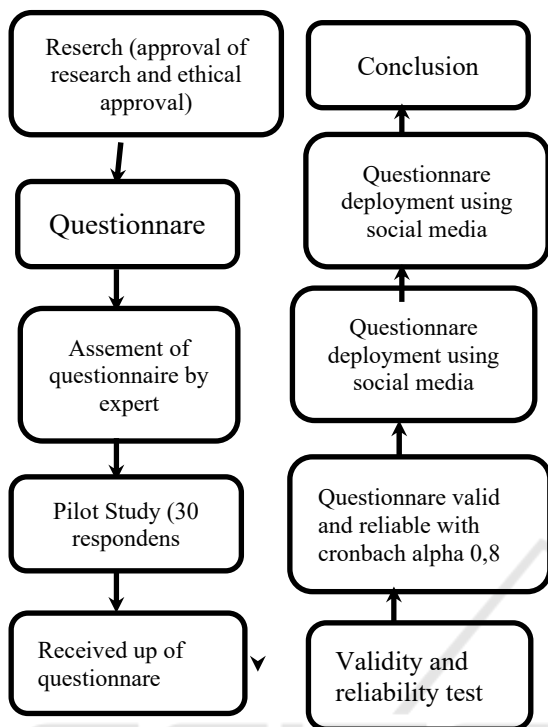 Reserch (approval of
research and ethical
approval)
Questionnare
Assement of
questionnaire by
expert
Pilot Study (30
respondens
Received up of
questionnare
Validity and
reliability test
Questionnare valid
and reliable with
cronbach alpha 0,8
Questionnare
deployment using
social media
Questionnare
deployment using
social media
Conclusion